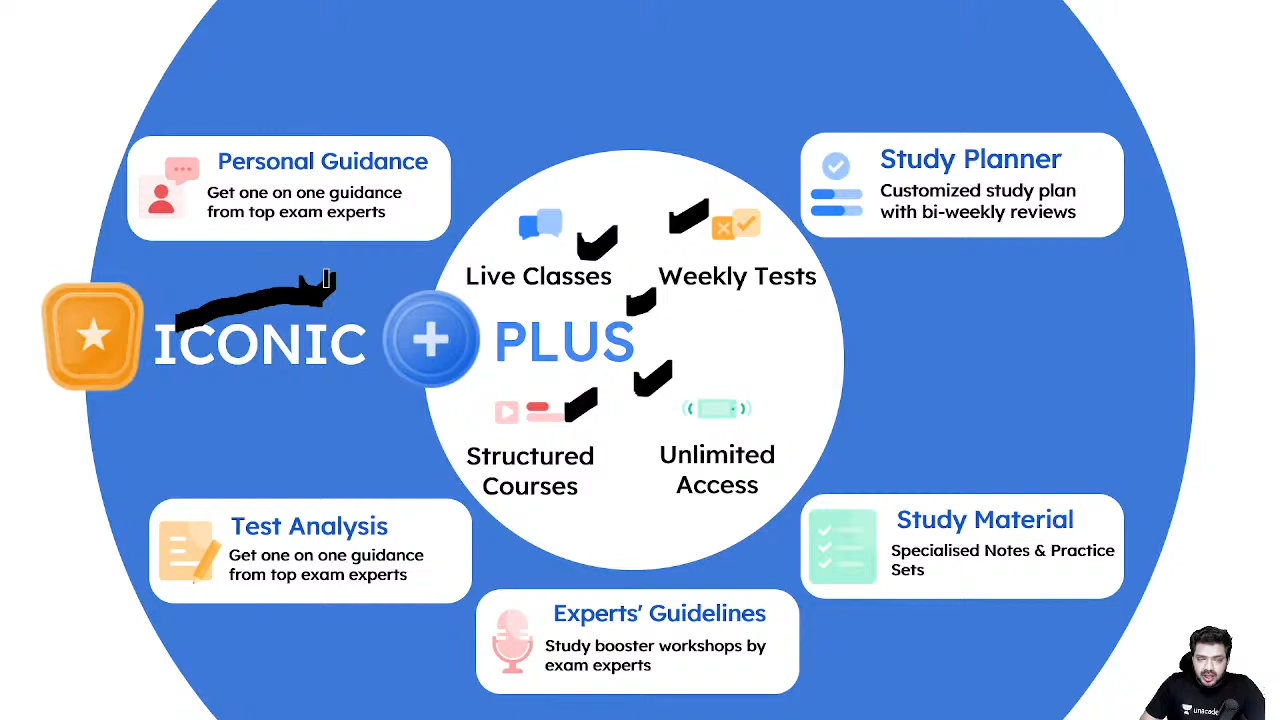 Personal Guidance
Get one on one guidance
from top exam experts
Study Planner
Customized study plan
with bi-weekly reviews
Live Classes
Weekly Tests
ICONIC
PLUS
Structured
Courses
Unlimited
Access
Test Analysis
Get one on one guidance
from top exam experts
Study Material
Specialised Notes & Practice
Sets
Experts' Guidelines
Study booster workshops by
exam experts